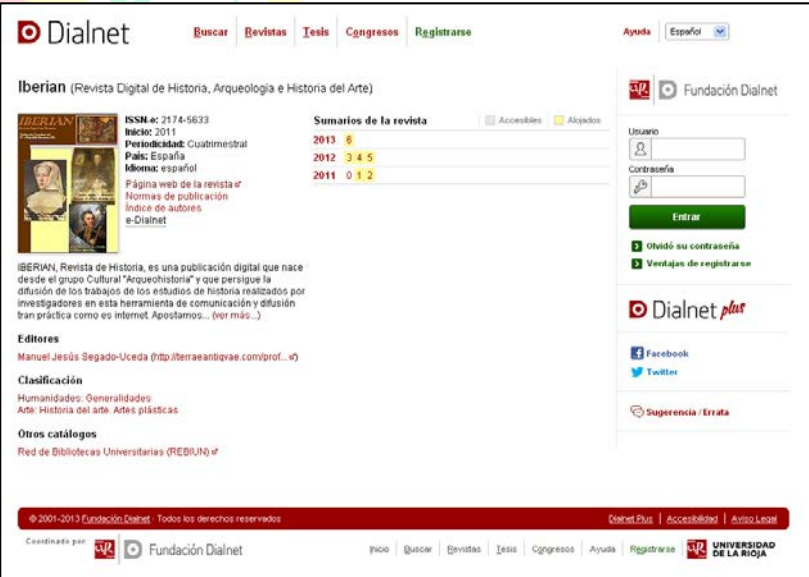 Dialnet
Buscar Revistas Tesis Congresos Registrarse
Ayuda Español
Iberian (Revista Digital de Historia, Arqueología e Historia del Arte)
IBERIAN
ISSN-e: 2174-5633
Inicio: 2011
Periodicidad: Cuatrimestral
País: España
Idioma: español
Página web de la revista
Normas de publicación
Índice de autores
e-Dialnet
Sumarios de la revista Accesibles Alojados
2013 6
2012 3 4 5
2011 0 1 2
IBERIAN, Revista de Historia, es una publicación digital que nace
desde el grupo Cultural "Arqueohistoria" y que persigue la
difusión de los trabajos de los estudios de historia realizados por
investigadores en esta herramienta de comunicación y difusión
tran práctica como es internet. Apostamos... (ver más...)
Editores
Manuel Jesús Segado-Uceda (http://terraeantiqvae.com/prof...)
Clasificación
Humanidades: Generalidades
Arte: Historia del arte. Artes plásticas
Otros catálogos
Red de Bibliotecas Universitarias (REBIUN)
Fundación Dialnet
Usuario
Contraseña
Entrar
Olvidó su contraseña
Ventajas de registrarse
Dialnet plus
Facebook
Twitter
Sugerencia / Errata
© 2001-2013 Fundación Dialnet · Todos los derechos reservados
Dialnet Plus | Accesibilidad | Aviso Legal
Coordinado por:
Fundación Dialnet
Inicio Buscar Revistas Tesis Congresos Ayuda Registrarse
UNIVERSIDAD
DE LA RIOJA